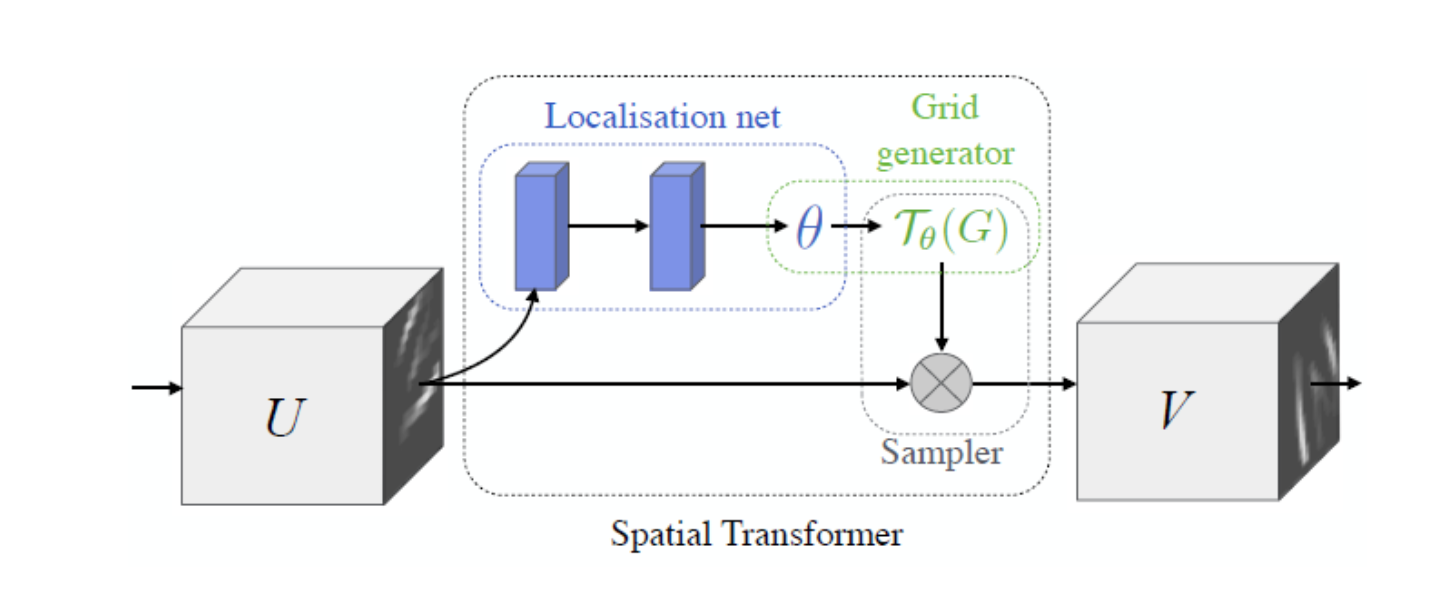 Localisation net
Grid
generator
θ
𝒯θ(G)
U
V
Sampler
Spatial Transformer